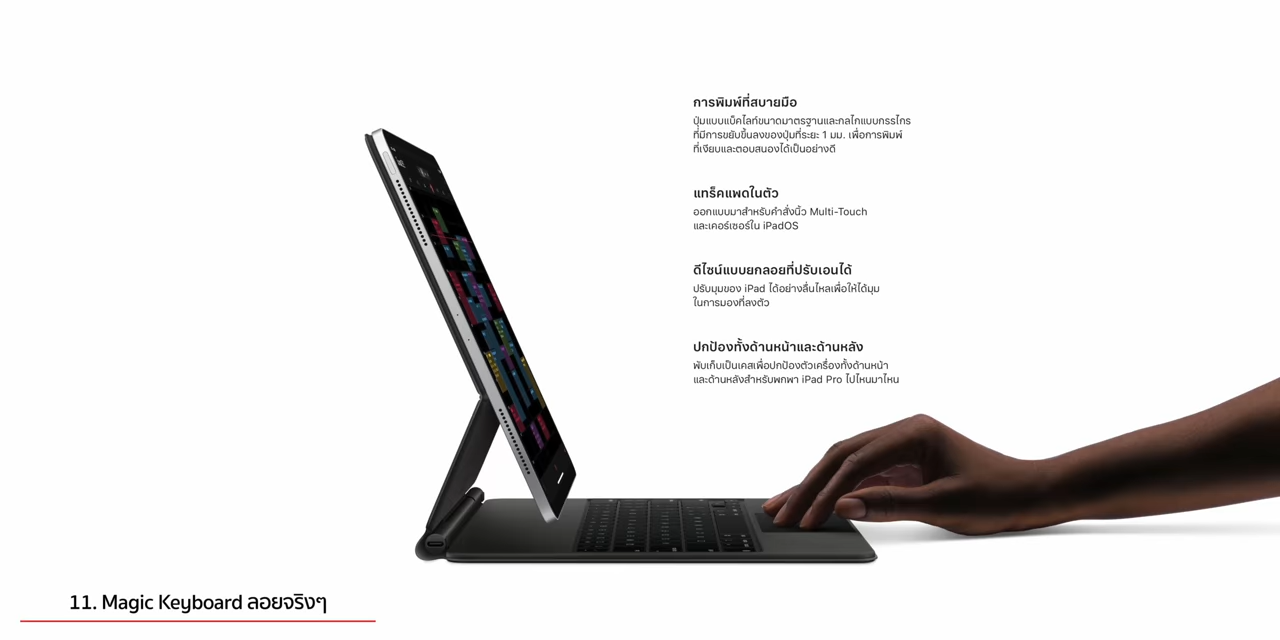 การพิมพ์ที่สบายมือ
ปุ่มแบบแบ็คไลท์ขนาดมาตรฐานและกลไกแบบกรรไกร
ที่มีการขยับขึ้นลงของปุ่มที่ระยะ 1 มม. เพื่อการพิมพ์
ที่เงียบและตอบสนองได้เป็นอย่างดี
แทร็คแพดในตัว
ออกแบบมาสำหรับคำสั่งนิ้ว Multi-Touch
และเคอร์เซอร์ใน iPadOS
ดีไซน์แบบยกลอยที่ปรับเอนได้
ปรับมุมของ iPad ได้อย่างลื่นไหลเพื่อให้ได้มุม
ในการมองที่ลงตัว
ปกป้องทั้งด้านหน้าและด้านหลัง
พับเก็บเป็นเคสเพื่อปกป้องตัวเครื่องทั้งด้านหน้า
และด้านหลังสำหรับพกพา iPad Pro ไปไหนมาไหน
11. Magic Keyboard ลอยจริงๆ